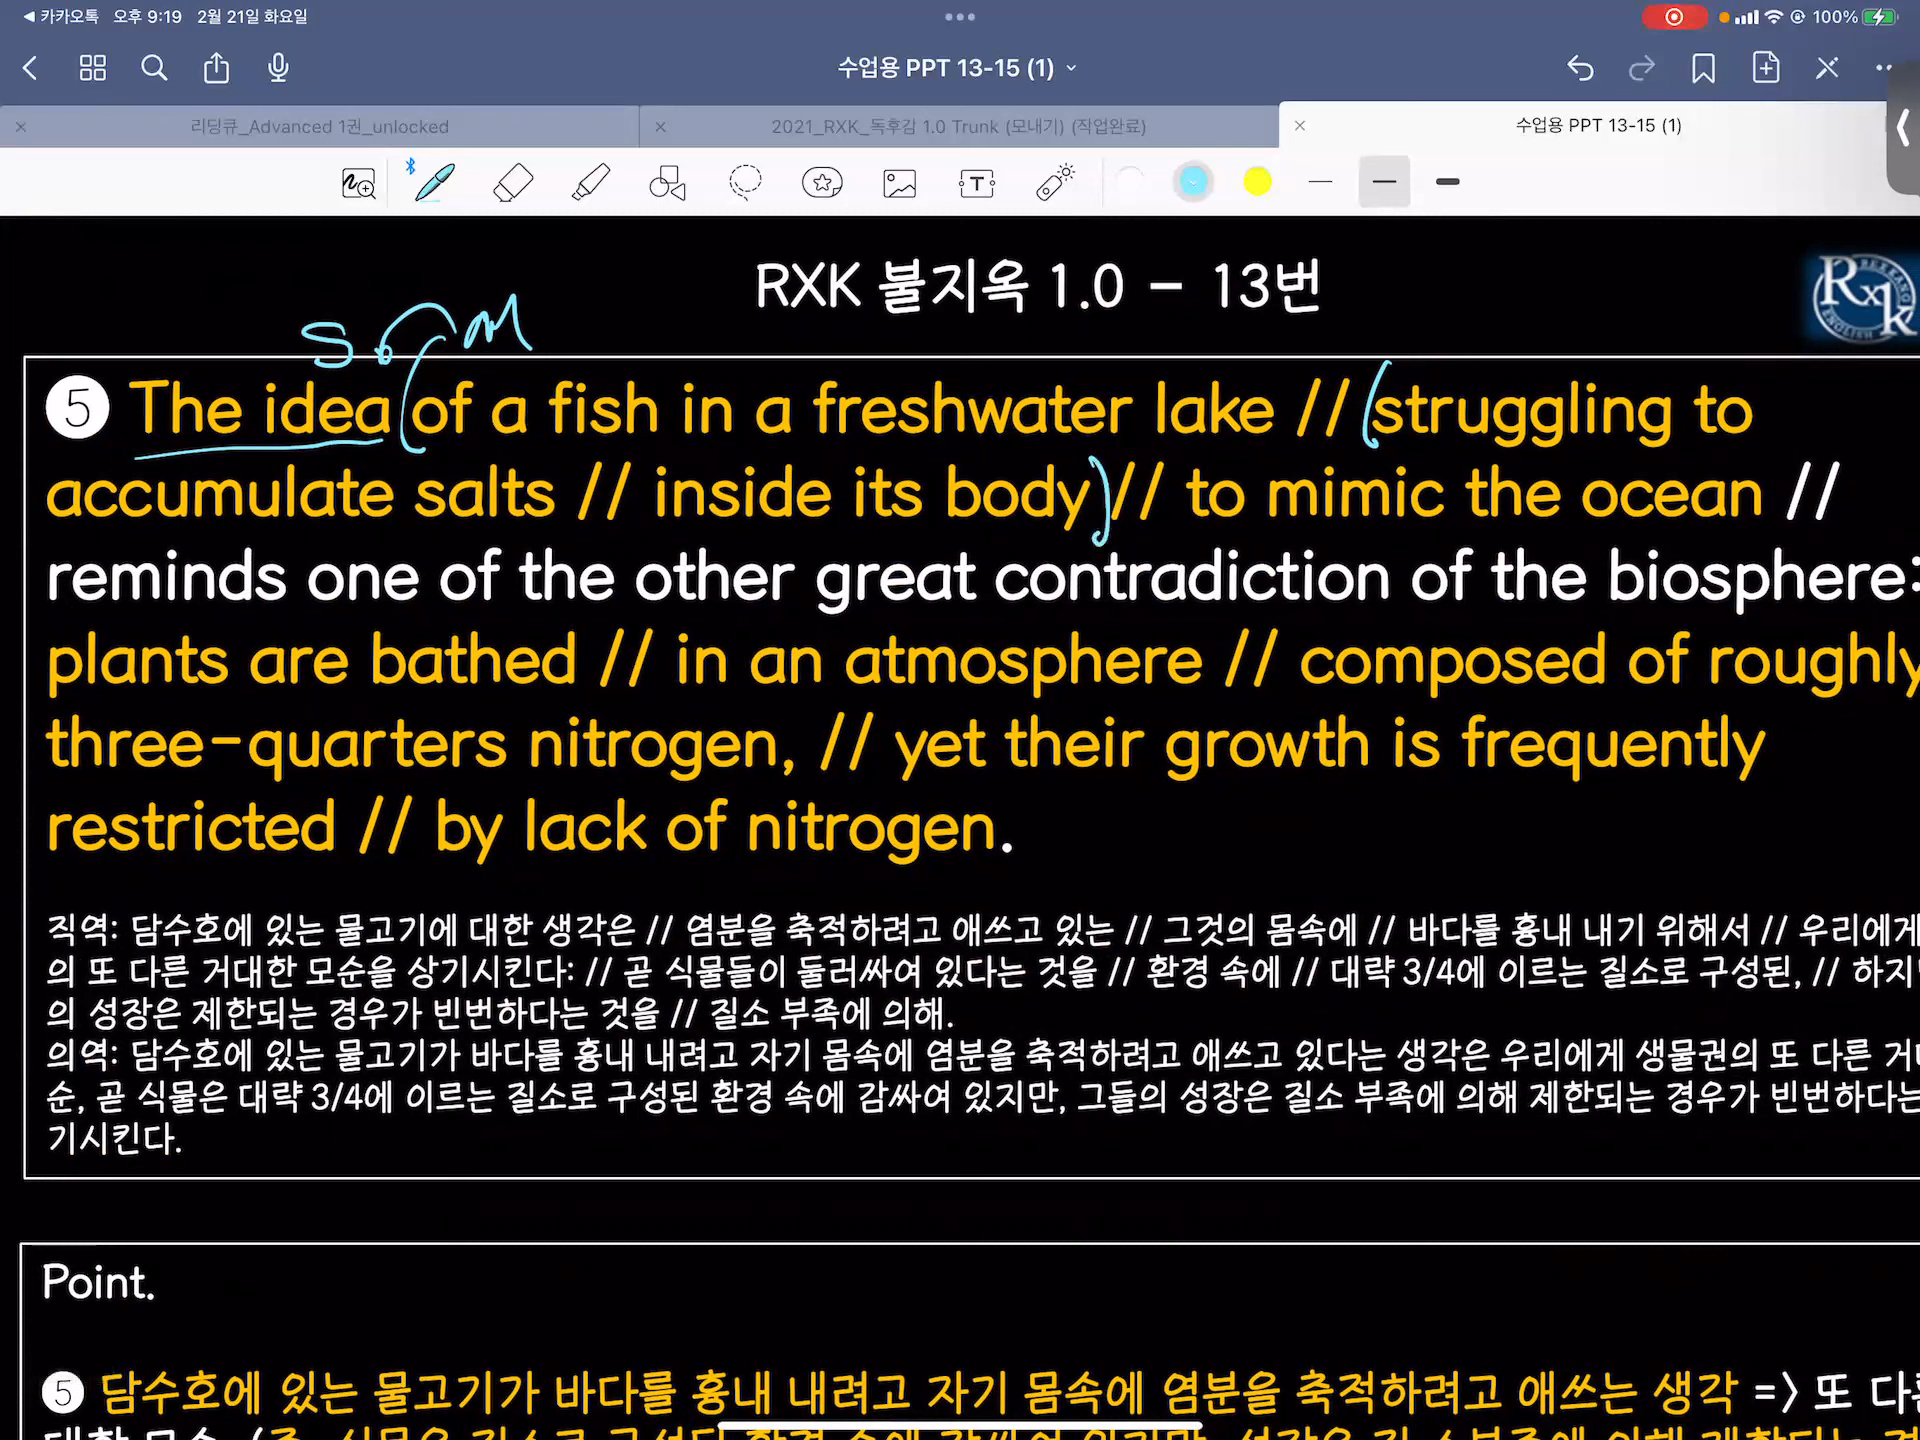 카카오톡 오후 9:19 2월 21일 화요일 100%
수업용 PPT 13-15 (1)
리딩큐_Advanced 1권_unlocked 2021_RXK_독후감 1.0 Trunk (모내기) (작업완료) 수업용 PPT 13-15 (1)
RXK 불지옥 1.0 – 13번
Rxk
S M
5 The idea of a fish in a freshwater lake // struggling to
accumulate salts // inside its body // to mimic the ocean //
reminds one of the other great contradiction of the biosphere:
plants are bathed // in an atmosphere // composed of roughly
three-quarters nitrogen, // yet their growth is frequently
restricted // by lack of nitrogen.
직역: 담수호에 있는 물고기에 대한 생각은 // 염분을 축적하려고 애쓰고 있는 // 그것의 몸속에 // 바다를 흉내 내기 위해서 // 우리에게
의 또 다른 거대한 모순을 상기시킨다: // 곧 식물들이 둘러싸여 있다는 것을 // 환경 속에 // 대략 3/4에 이르는 질소로 구성된, // 하지
의 성장은 제한되는 경우가 빈번하다는 것을 // 질소 부족에 의해.
의역: 담수호에 있는 물고기가 바다를 흉내 내려고 자기 몸속에 염분을 축적하려고 애쓰고 있다는 생각은 우리에게 생물권의 또 다른 거
순, 곧 식물은 대략 3/4에 이르는 질소로 구성된 환경 속에 감싸여 있지만, 그들의 성장은 질소 부족에 의해 제한되는 경우가 빈번하다는
기시킨다.
Point.
5 담수호에 있는 물고기가 바다를 흉내 내려고 자기 몸속에 염분을 축적하려고 애쓰는 생각 => 또 다